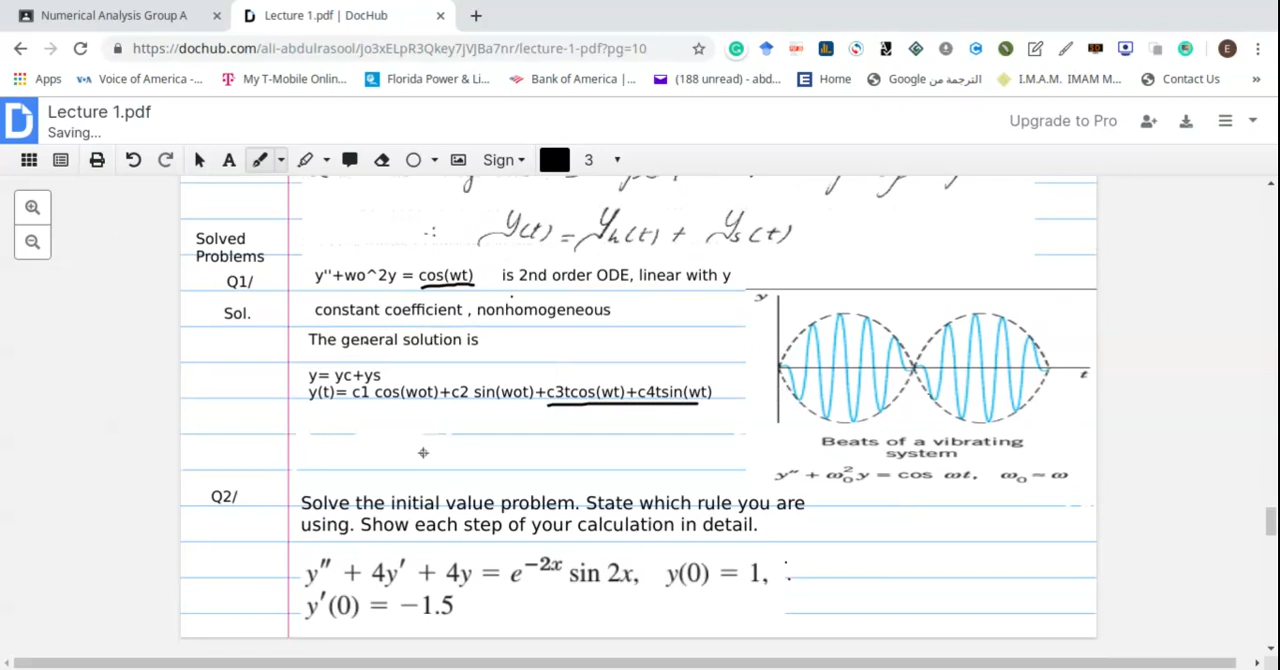 Numerical Analysis Group A
Lecture 1.pdf | DocHub
https://dochub.com/ali-abdulrasool/Jo3xELpR3Qkey7JVJBa7nr/lecture-1-pdf?pg=10
E
Apps
Voice of America -...
My T-Mobile Onlin...
Florida Power & Li...
Bank of America |...
(188 unread) - abd...
Home
Google الترجمة من
I.M.A.M. IMAM M...
Contact Us
»
Lecture 1.pdf
Saving...
Upgrade to Pro
A
Sign
3
∴ y(t) = yh(t) + ys(t)
Solved
Problems
Q1/
y''+wo^2y = cos(wt) is 2nd order ODE, linear with y
Sol.
constant coefficient , nonhomogeneous
The general solution is
y= yc+ys
y(t)= c1 cos(wot)+c2 sin(wot)+c3tcos(wt)+c4tsin(wt)
y
t
Beats of a vibrating
system
y″ + ω₀²y = cos ωt, ω₀ ~ ω
Q2/
Solve the initial value problem. State which rule you are
using. Show each step of your calculation in detail.
y″ + 4y′ + 4y = e⁻²ˣ sin 2x, y(0) = 1,
y′(0) = −1.5